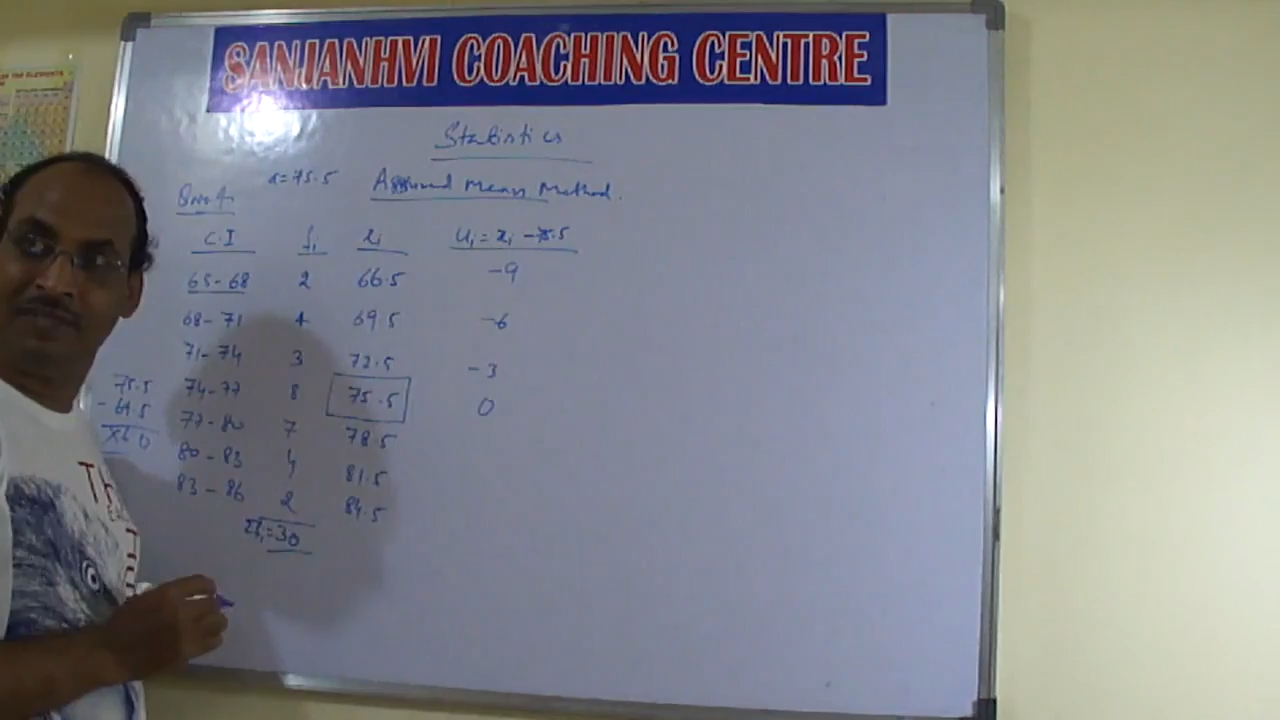 SANJANHVI COACHING CENTRE
Statistics
a=75.5 Assumed Mean Method.
C.I fi xi ui = xi - 75.5
65-68 2 66.5 -9
68-71 4 69.5 -6
71-74 3 72.5 -3
74-77 8 75.5 0
77-80 7 78.5
80-83 4 81.5
83-86 2 84.5
Σfi=30
75.5
- 69.5